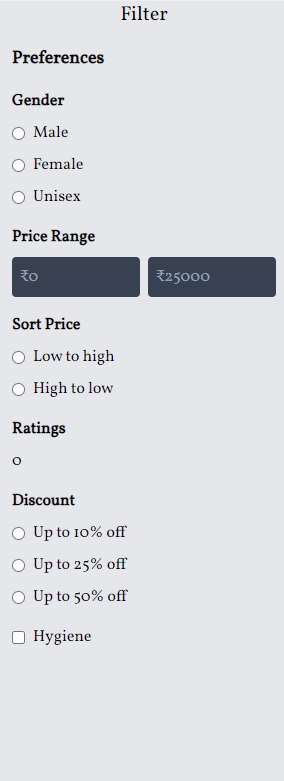 Filter
Preferences
Gender
Male
Female
Unisex
Price Range
₹0 ₹25000
Sort Price
Low to high
High to low
Ratings
0
Discount
Up to 10% off
Up to 25% off
Up to 50% off
Hygiene